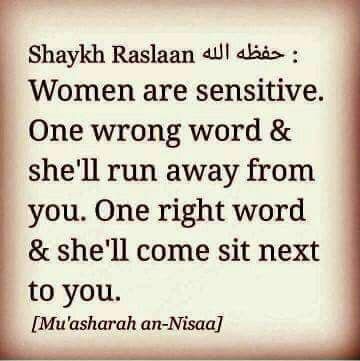 Shaykh Raslaan حفظه الله :
Women are sensitive.
One wrong word &
she'll run away from
you. One right word
& she'll come sit next
to you.
[Mu'asharah an-Nisaa]